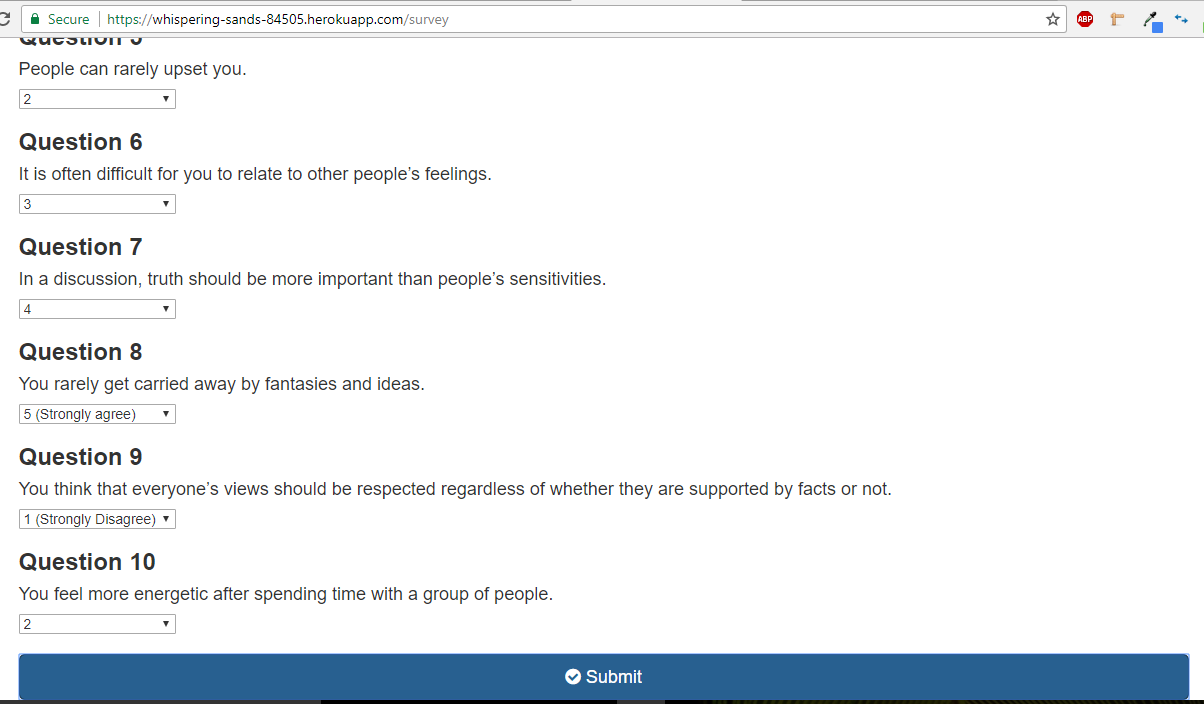 Secure https://whispering-sands-84505.herokuapp.com/survey ABP
Question 5
People can rarely upset you.
2
Question 6
It is often difficult for you to relate to other people’s feelings.
3
Question 7
In a discussion, truth should be more important than people’s sensitivities.
4
Question 8
You rarely get carried away by fantasies and ideas.
5 (Strongly agree)
Question 9
You think that everyone’s views should be respected regardless of whether they are supported by facts or not.
1 (Strongly Disagree)
Question 10
You feel more energetic after spending time with a group of people.
2
Submit